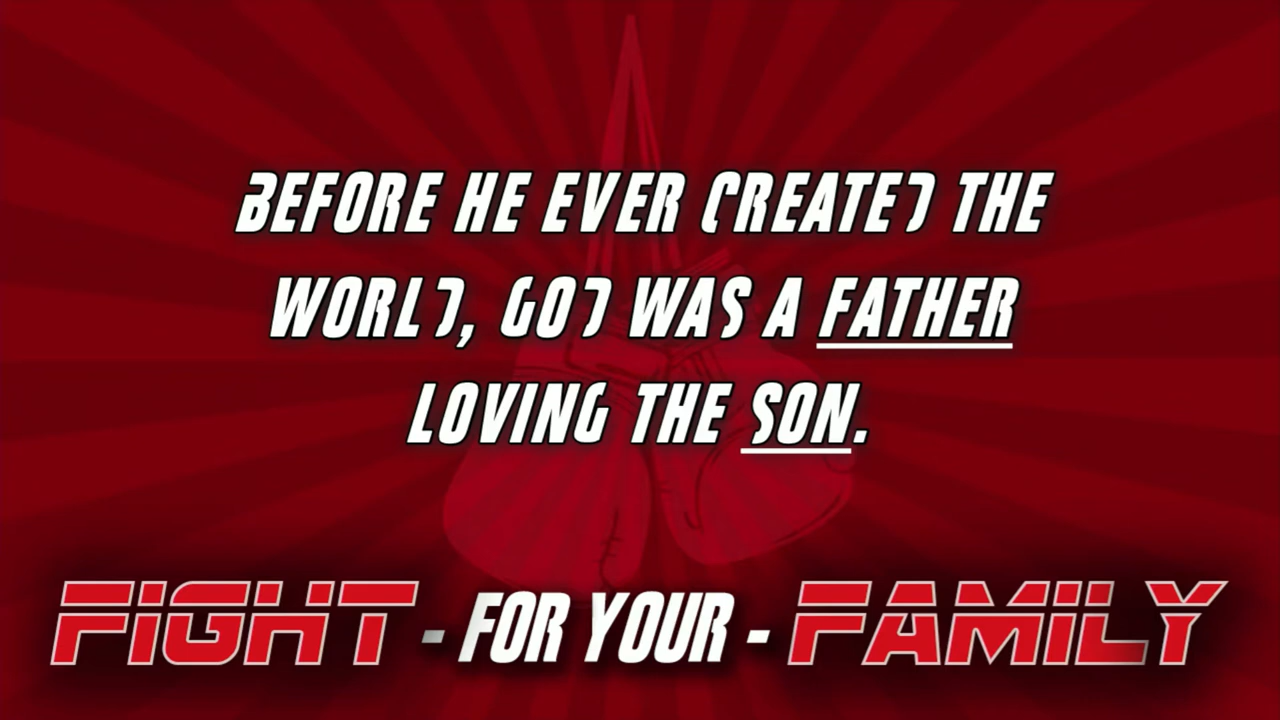 BEFORE HE EVER CREATED THE
WORLD, GOD WAS A FATHER
LOVING THE SON.
FIGHT - FOR YOUR - FAMILY